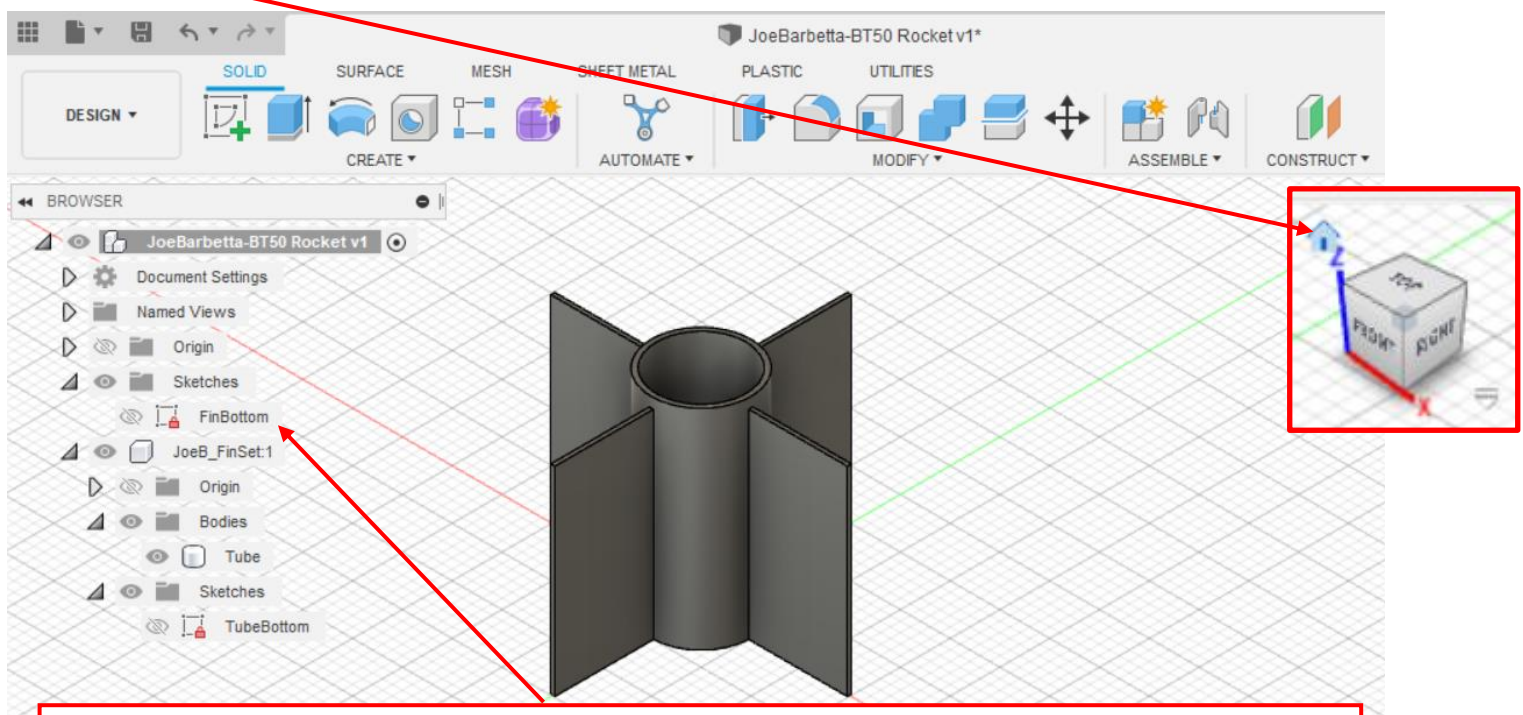 JoeBarbetta-BT50 Rocket v1*
SOLID SURFACE MESH SHEET METAL PLASTIC UTILITIES
DESIGN
CREATE AUTOMATE MODIFY ASSEMBLE CONSTRUCT
BROWSER
JoeBarbetta-BT50 Rocket v1
Document Settings
Named Views
Origin
Sketches
FinBottom
JoeB_FinSet:1
Origin
Bodies
Tube
Sketches
TubeBottom
Z
TOP
FRONT RIGHT
X